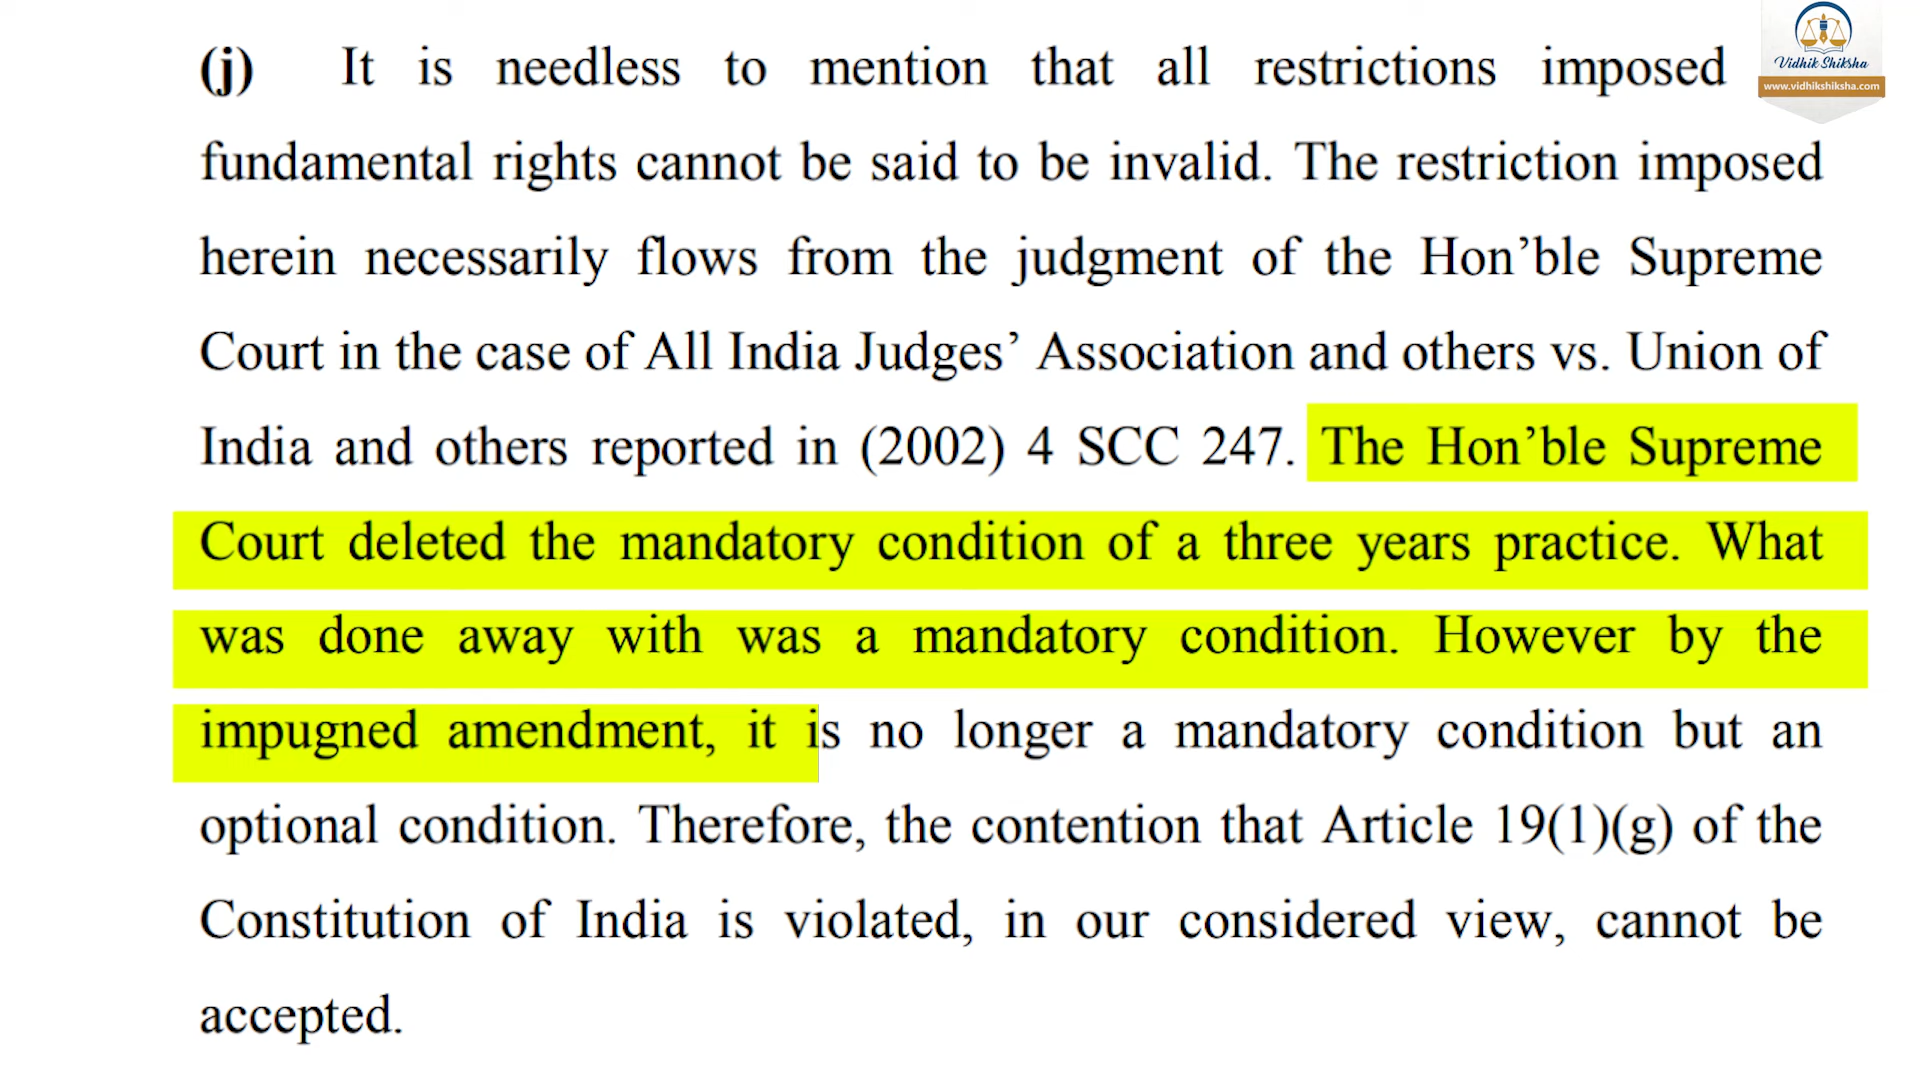 (j) It is needless to mention that all restrictions imposed
fundamental rights cannot be said to be invalid. The restriction imposed
herein necessarily flows from the judgment of the Hon’ble Supreme
Court in the case of All India Judges’ Association and others vs. Union of
India and others reported in (2002) 4 SCC 247. The Hon’ble Supreme
Court deleted the mandatory condition of a three years practice. What
was done away with was a mandatory condition. However by the
impugned amendment, it is no longer a mandatory condition but an
optional condition. Therefore, the contention that Article 19(1)(g) of the
Constitution of India is violated, in our considered view, cannot be
accepted.
Vidhik Shiksha
www.vidhikshiksha.com